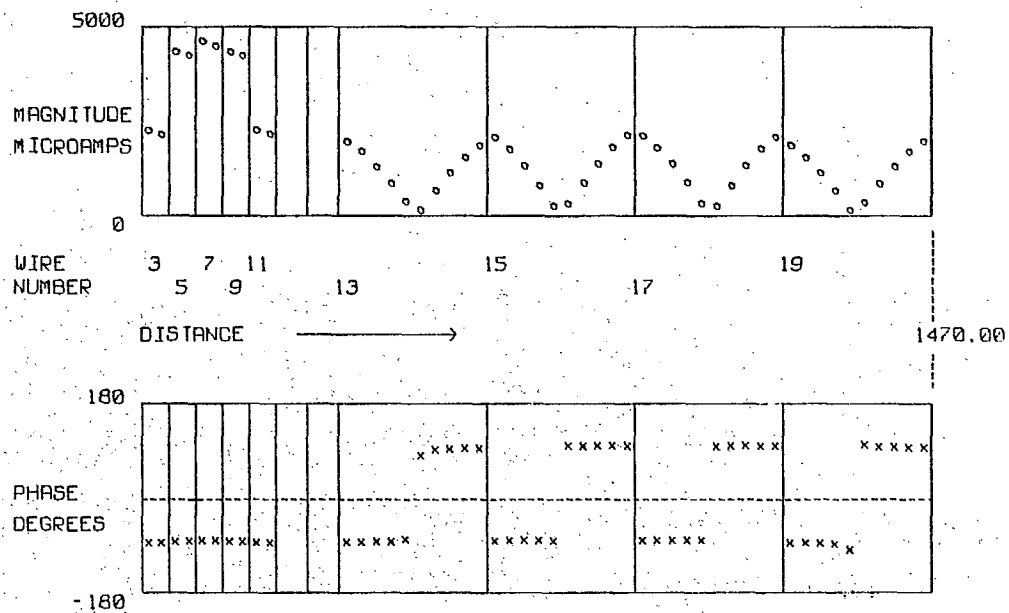 5000
MAGNITUDE
MICROAMPS
0
WIRE 3 7 11 15 19
NUMBER 5 9 13 17
DISTANCE
1470.00
180
PHASE
DEGREES
-180